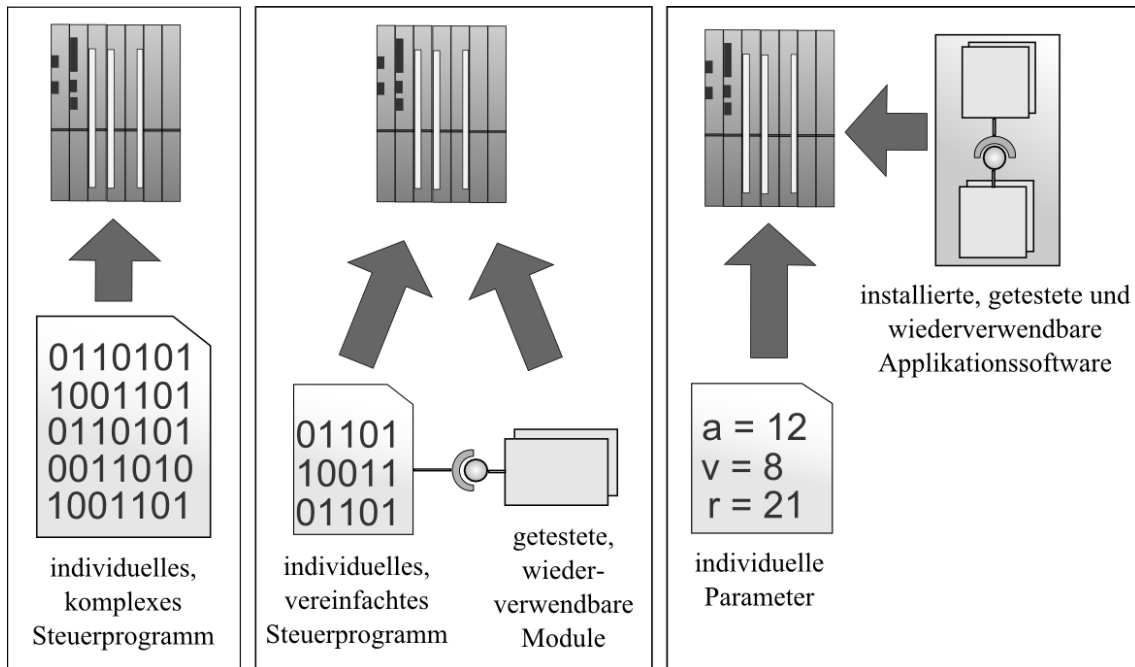 0110101
1001101
0110101
0011010
1001101
individuelles,
komplexes
Steuerprogramm
01101
10011
01101
individuelles,
vereinfachtes
Steuerprogramm
getestete,
wieder-
verwendbare
Module
installierte, getestete und
wiederverwendbare
Applikationssoftware
a = 12
v = 8
r = 21
individuelle
Parameter